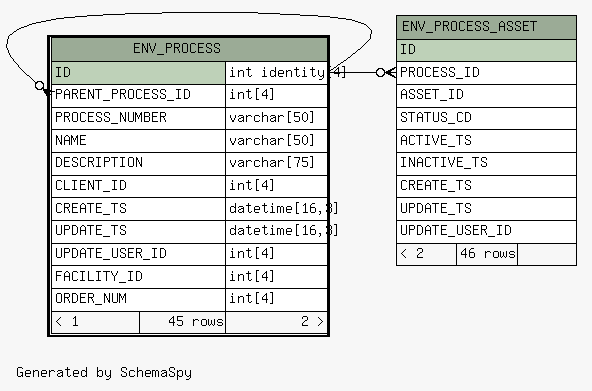 ENV_PROCESS
ID int identity[4]
PARENT_PROCESS_ID int[4]
PROCESS_NUMBER varchar[50]
NAME varchar[50]
DESCRIPTION varchar[75]
CLIENT_ID int[4]
CREATE_TS datetime[16,3]
UPDATE_TS datetime[16,3]
UPDATE_USER_ID int[4]
FACILITY_ID int[4]
ORDER_NUM int[4]
< 1 45 rows 2 >
ENV_PROCESS_ASSET
ID
PROCESS_ID
ASSET_ID
STATUS_CD
ACTIVE_TS
INACTIVE_TS
CREATE_TS
UPDATE_TS
UPDATE_USER_ID
< 2 46 rows
Generated by SchemaSpy